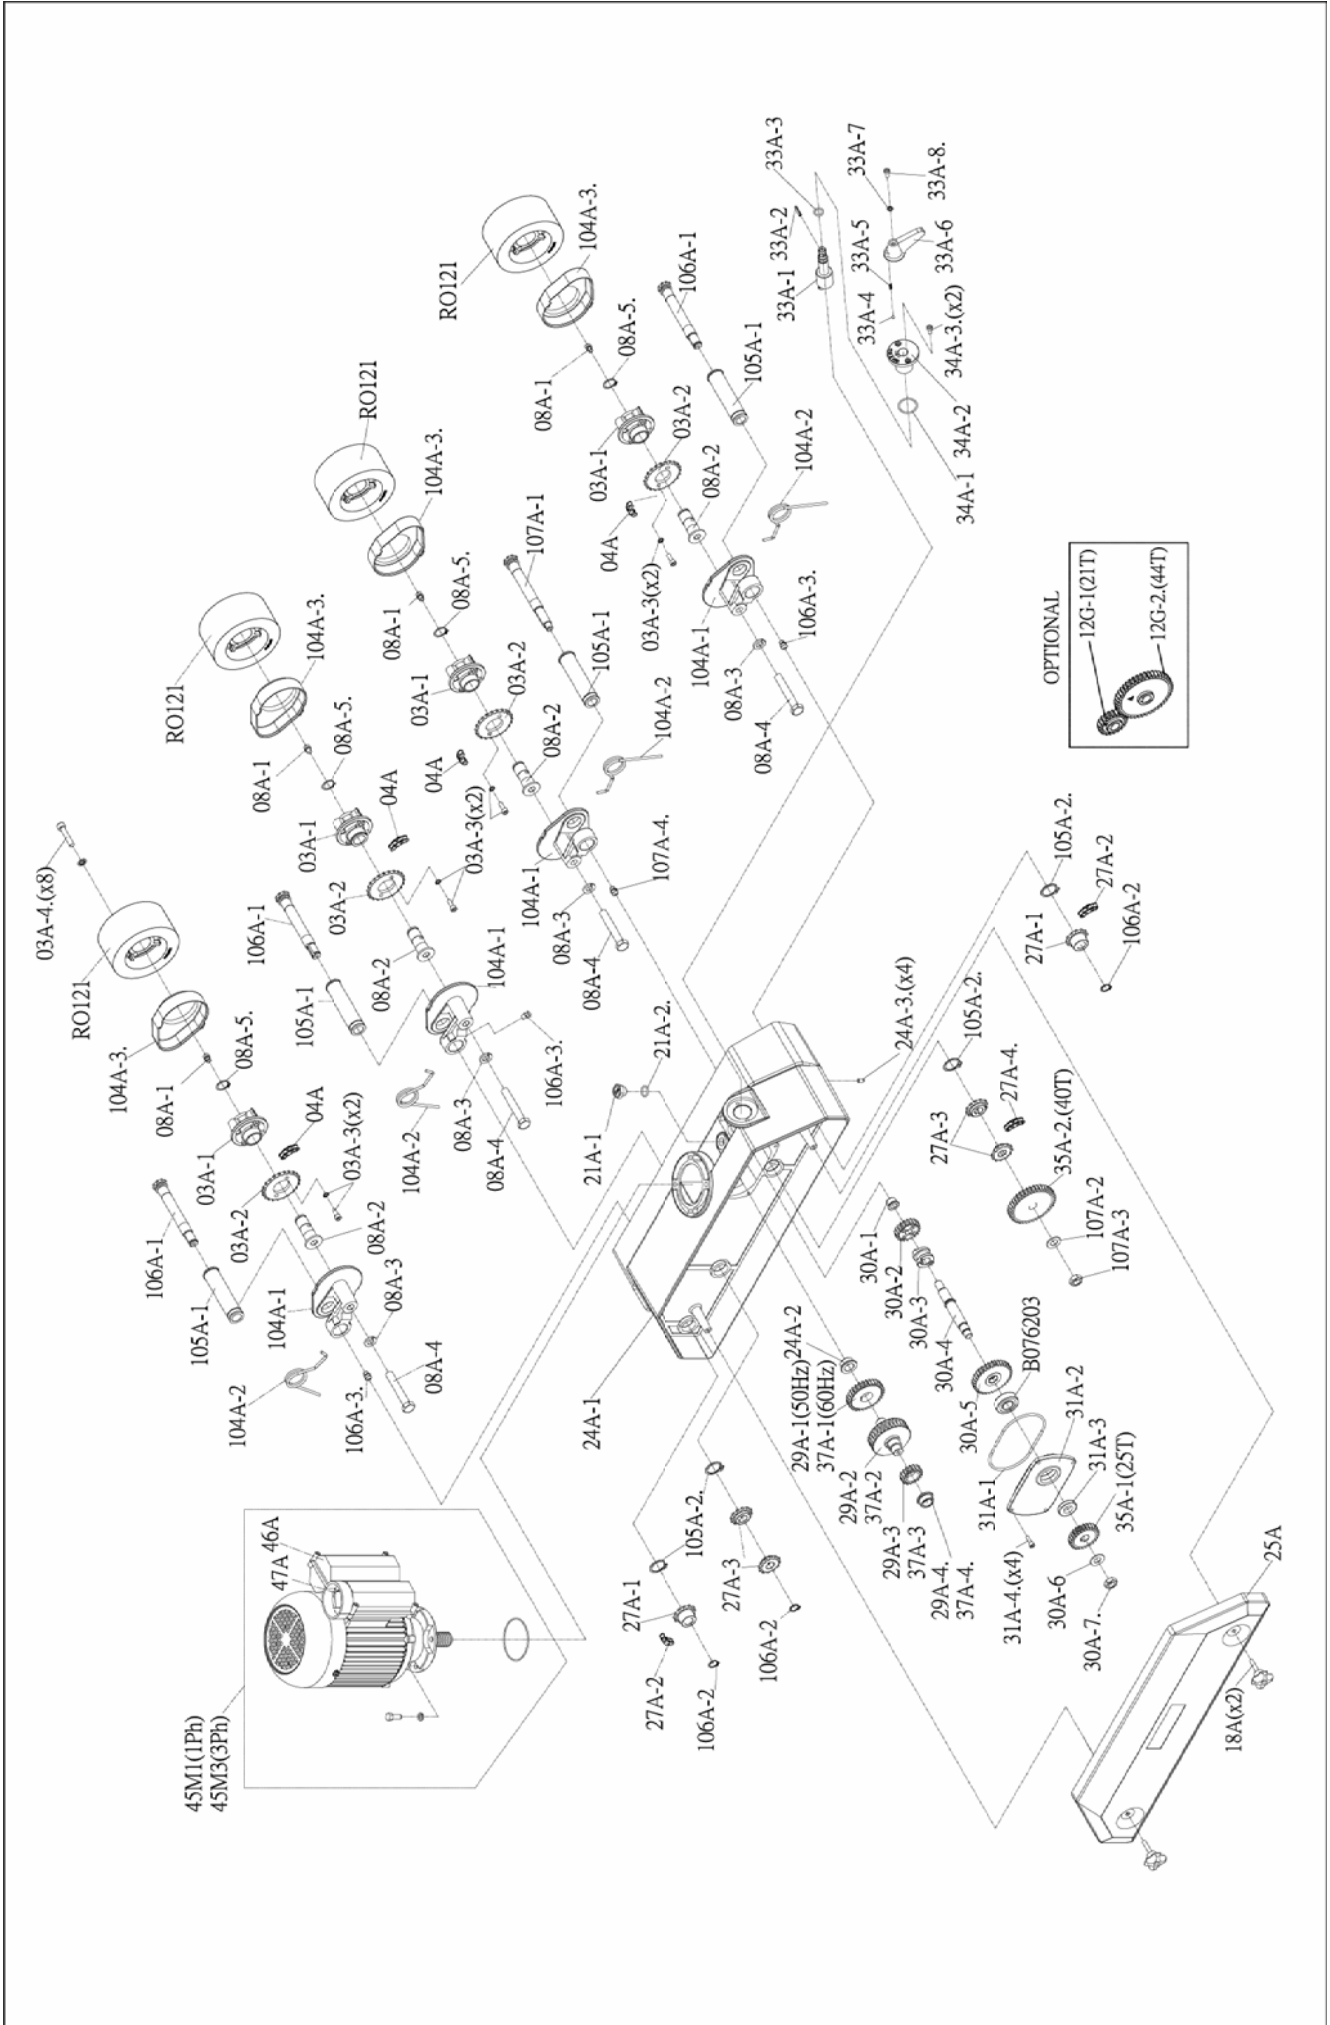 03A-4.(x8)
RO121
104A-3.
08A-1
08A-5.
03A-1
04A
03A-3(x2)
106A-1
03A-2
08A-2
105A-1
104A-1
08A-3
104A-2
106A-3.
08A-4
RO121
104A-3.
08A-1
08A-5.
03A-1
04A
03A-2
03A-3(x2)
106A-1
08A-2
105A-1
104A-1
106A-3.
104A-2
08A-3
08A-4
RO121
104A-3.
08A-1
08A-5.
107A-1
03A-1
03A-2
105A-1
04A
08A-2
104A-2
104A-1
107A-4.
08A-3
08A-4
RO121
104A-3.
08A-1
08A-5.
106A-1
03A-1
03A-2
105A-1
04A
08A-2
03A-3(x2)
104A-2
104A-1
106A-3.
08A-3
08A-4
33A-3
33A-2
33A-1
33A-7
33A-8.
33A-5
33A-6
33A-4
34A-3.(x2)
34A-2
34A-1
OPTIONAL
12G-1(21T)
12G-2.(44T)
45M1(1Ph)
45M3(3Ph)
46A
47A
21A-1
21A-2.
24A-1
24A-3.(x4)
105A-2.
27A-2
27A-1
106A-2
105A-2.
27A-4.
27A-3
35A-2.(40T)
107A-2
107A-3
30A-1
30A-2
30A-3
30A-4
30A-5
B076203
24A-2
29A-1(50Hz)
37A-1(60Hz)
29A-2
37A-2
29A-3
37A-3
29A-4.
37A-4.
31A-1
31A-2
31A-3
35A-1(25T)
31A-4.(x4)
30A-6
30A-7.
105A-2.
27A-1
27A-3
27A-2
106A-2
106A-2
25A
18A(x2)